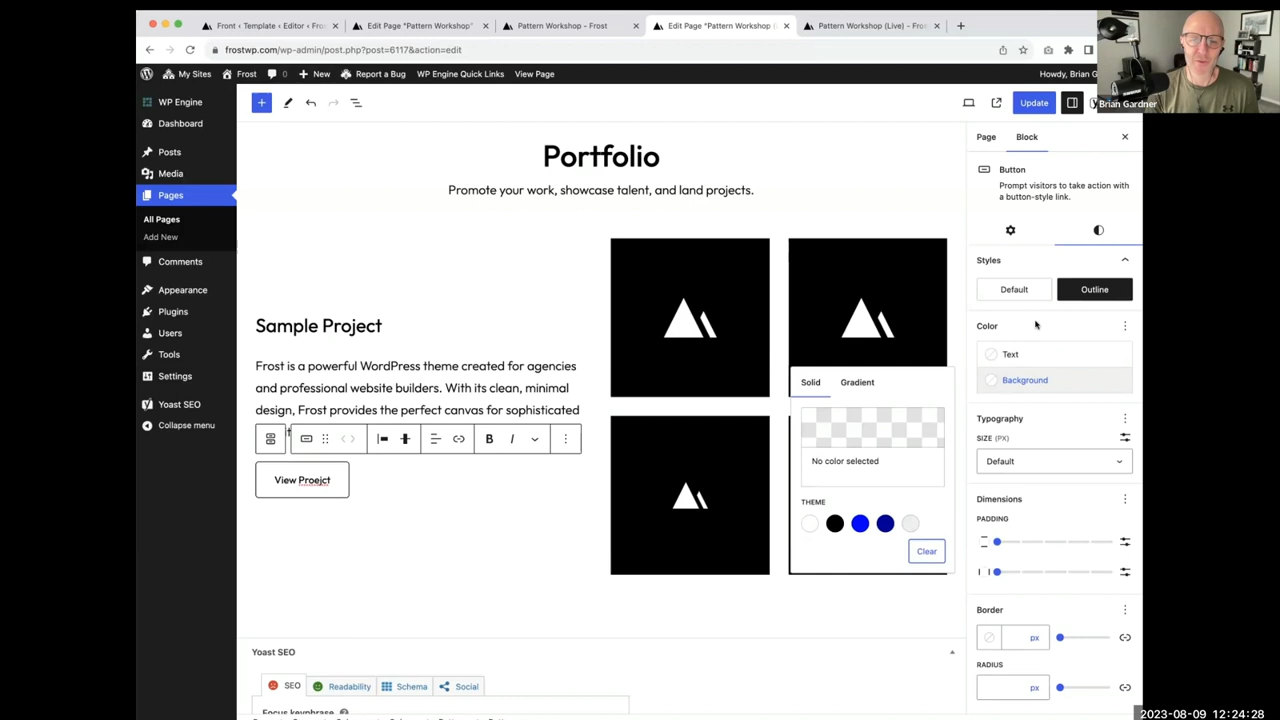 Front ‹ Template ‹ Editor ‹ Fro
Edit Page "Pattern Workshop"
Pattern Workshop - Frost
Edit Page "Pattern Workshop (
Pattern Workshop (Live) - Fros
frostwp.com/wp-admin/post.php?post=6117&action=edit
My Sites
Frost
0
New
Report a Bug
WP Engine Quick Links
View Page
Howdy, Brian G
Brian Gardner
WP Engine
Dashboard
Posts
Media
Pages
All Pages
Add New
Comments
Appearance
Plugins
Users
Tools
Settings
Yoast SEO
Collapse menu
Update
Portfolio
Promote your work, showcase talent, and land projects.
Sample Project
Frost is a powerful WordPress theme created for agencies
and professional website builders. With its clean, minimal
design, Frost provides the perfect canvas for sophisticated
B
I
View Proejct
Solid
Gradient
No color selected
THEME
Clear
Yoast SEO
SEO
Readability
Schema
Social
Focus keyphrase
Page
Block
Button
Prompt visitors to take action with
a button-style link.
Styles
Default
Outline
Color
Text
Background
Typography
SIZE (PX)
Default
Dimensions
PADDING
Border
px
RADIUS
px
2023-08-09 12:24:28